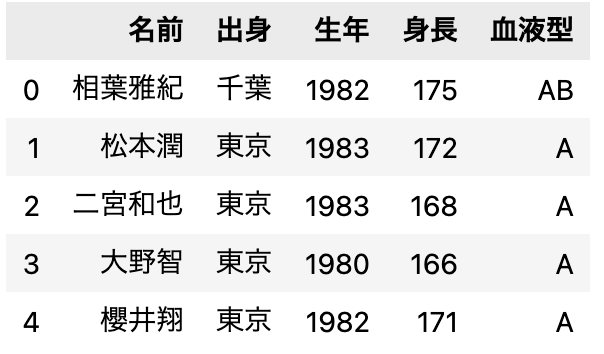 名前 出身 生年 身長 血液型
0 相葉雅紀 千葉 1982 175 AB
1 松本潤 東京 1983 172 A
2 二宮和也 東京 1983 168 A
3 大野智 東京 1980 166 A
4 櫻井翔 東京 1982 171 A